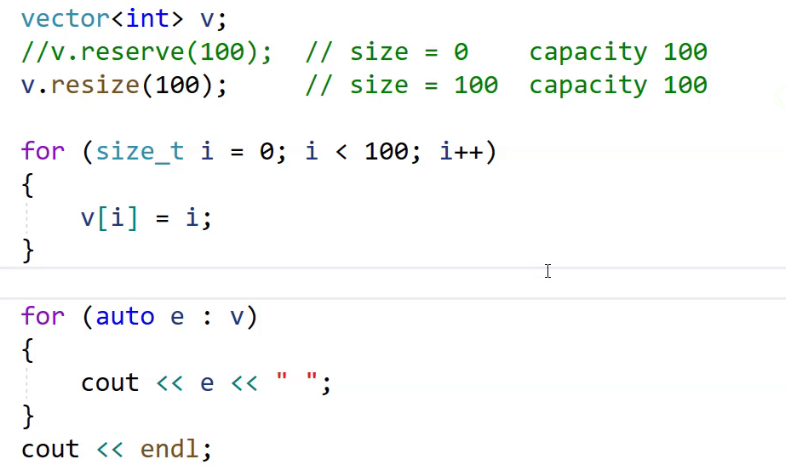 vector<int> v;
//v.reserve(100);  // size = 0    capacity 100
v.resize(100);     // size = 100  capacity 100
for (size_t i = 0; i < 100; i++)
{
    v[i] = i;
}
for (auto e : v)
{
    cout << e << " ";
}
cout << endl;